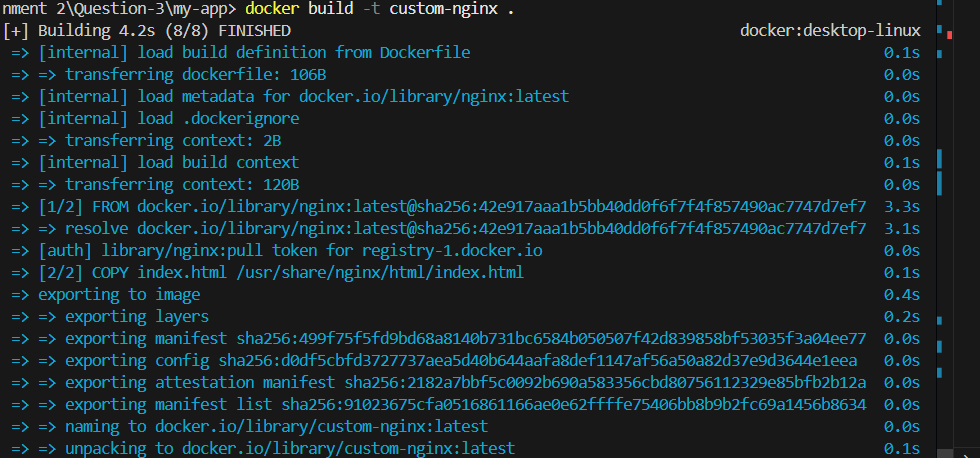 nment 2\Question-3\my-app> docker build -t custom-nginx .
[+] Building 4.2s (8/8) FINISHED docker:desktop-linux
=> [internal] load build definition from Dockerfile 0.1s
=> => transferring dockerfile: 106B 0.0s
=> [internal] load metadata for docker.io/library/nginx:latest 0.0s
=> [internal] load .dockerignore 0.0s
=> => transferring context: 2B 0.0s
=> [internal] load build context 0.1s
=> => transferring context: 120B 0.0s
=> [1/2] FROM docker.io/library/nginx:latest@sha256:42e917aaa1b5bb40dd0f6f7f4f857490ac7747d7ef7 3.3s
=> => resolve docker.io/library/nginx:latest@sha256:42e917aaa1b5bb40dd0f6f7f4f857490ac7747d7ef7 3.1s
=> [auth] library/nginx:pull token for registry-1.docker.io 0.0s
=> [2/2] COPY index.html /usr/share/nginx/html/index.html 0.1s
=> exporting to image 0.4s
=> => exporting layers 0.2s
=> => exporting manifest sha256:499f75f5fd9bd68a8140b731bc6584b050507f42d839858bf53035f3a04ee77 0.0s
=> => exporting config sha256:d0df5cbfd3727737aea5d40b644aafa8def1147af56a50a82d37e9d3644e1eea 0.0s
=> => exporting attestation manifest sha256:2182a7bbf5c0092b690a583356cbd80756112329e85bfb2b12a 0.0s
=> => exporting manifest list sha256:91023675cfa0516861166ae0e62ffffe75406bb8b9b2fc69a1456b8634 0.0s
=> => naming to docker.io/library/custom-nginx:latest 0.0s
=> => unpacking to docker.io/library/custom-nginx:latest 0.1s